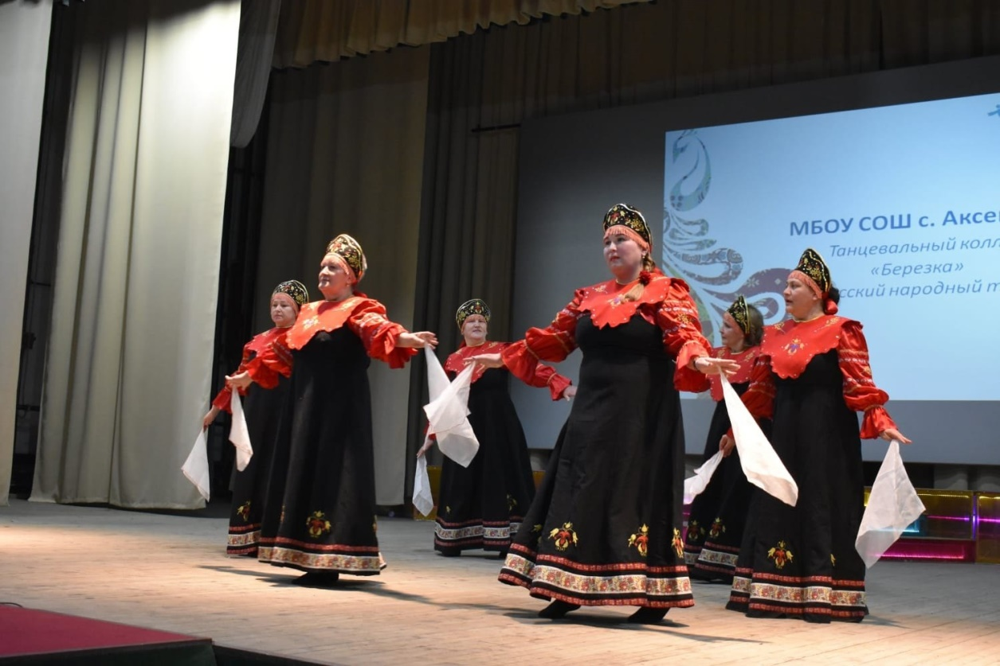 МБОУ СОШ с. Аксе
Танцевальный колл
«Березка»
сский народный т